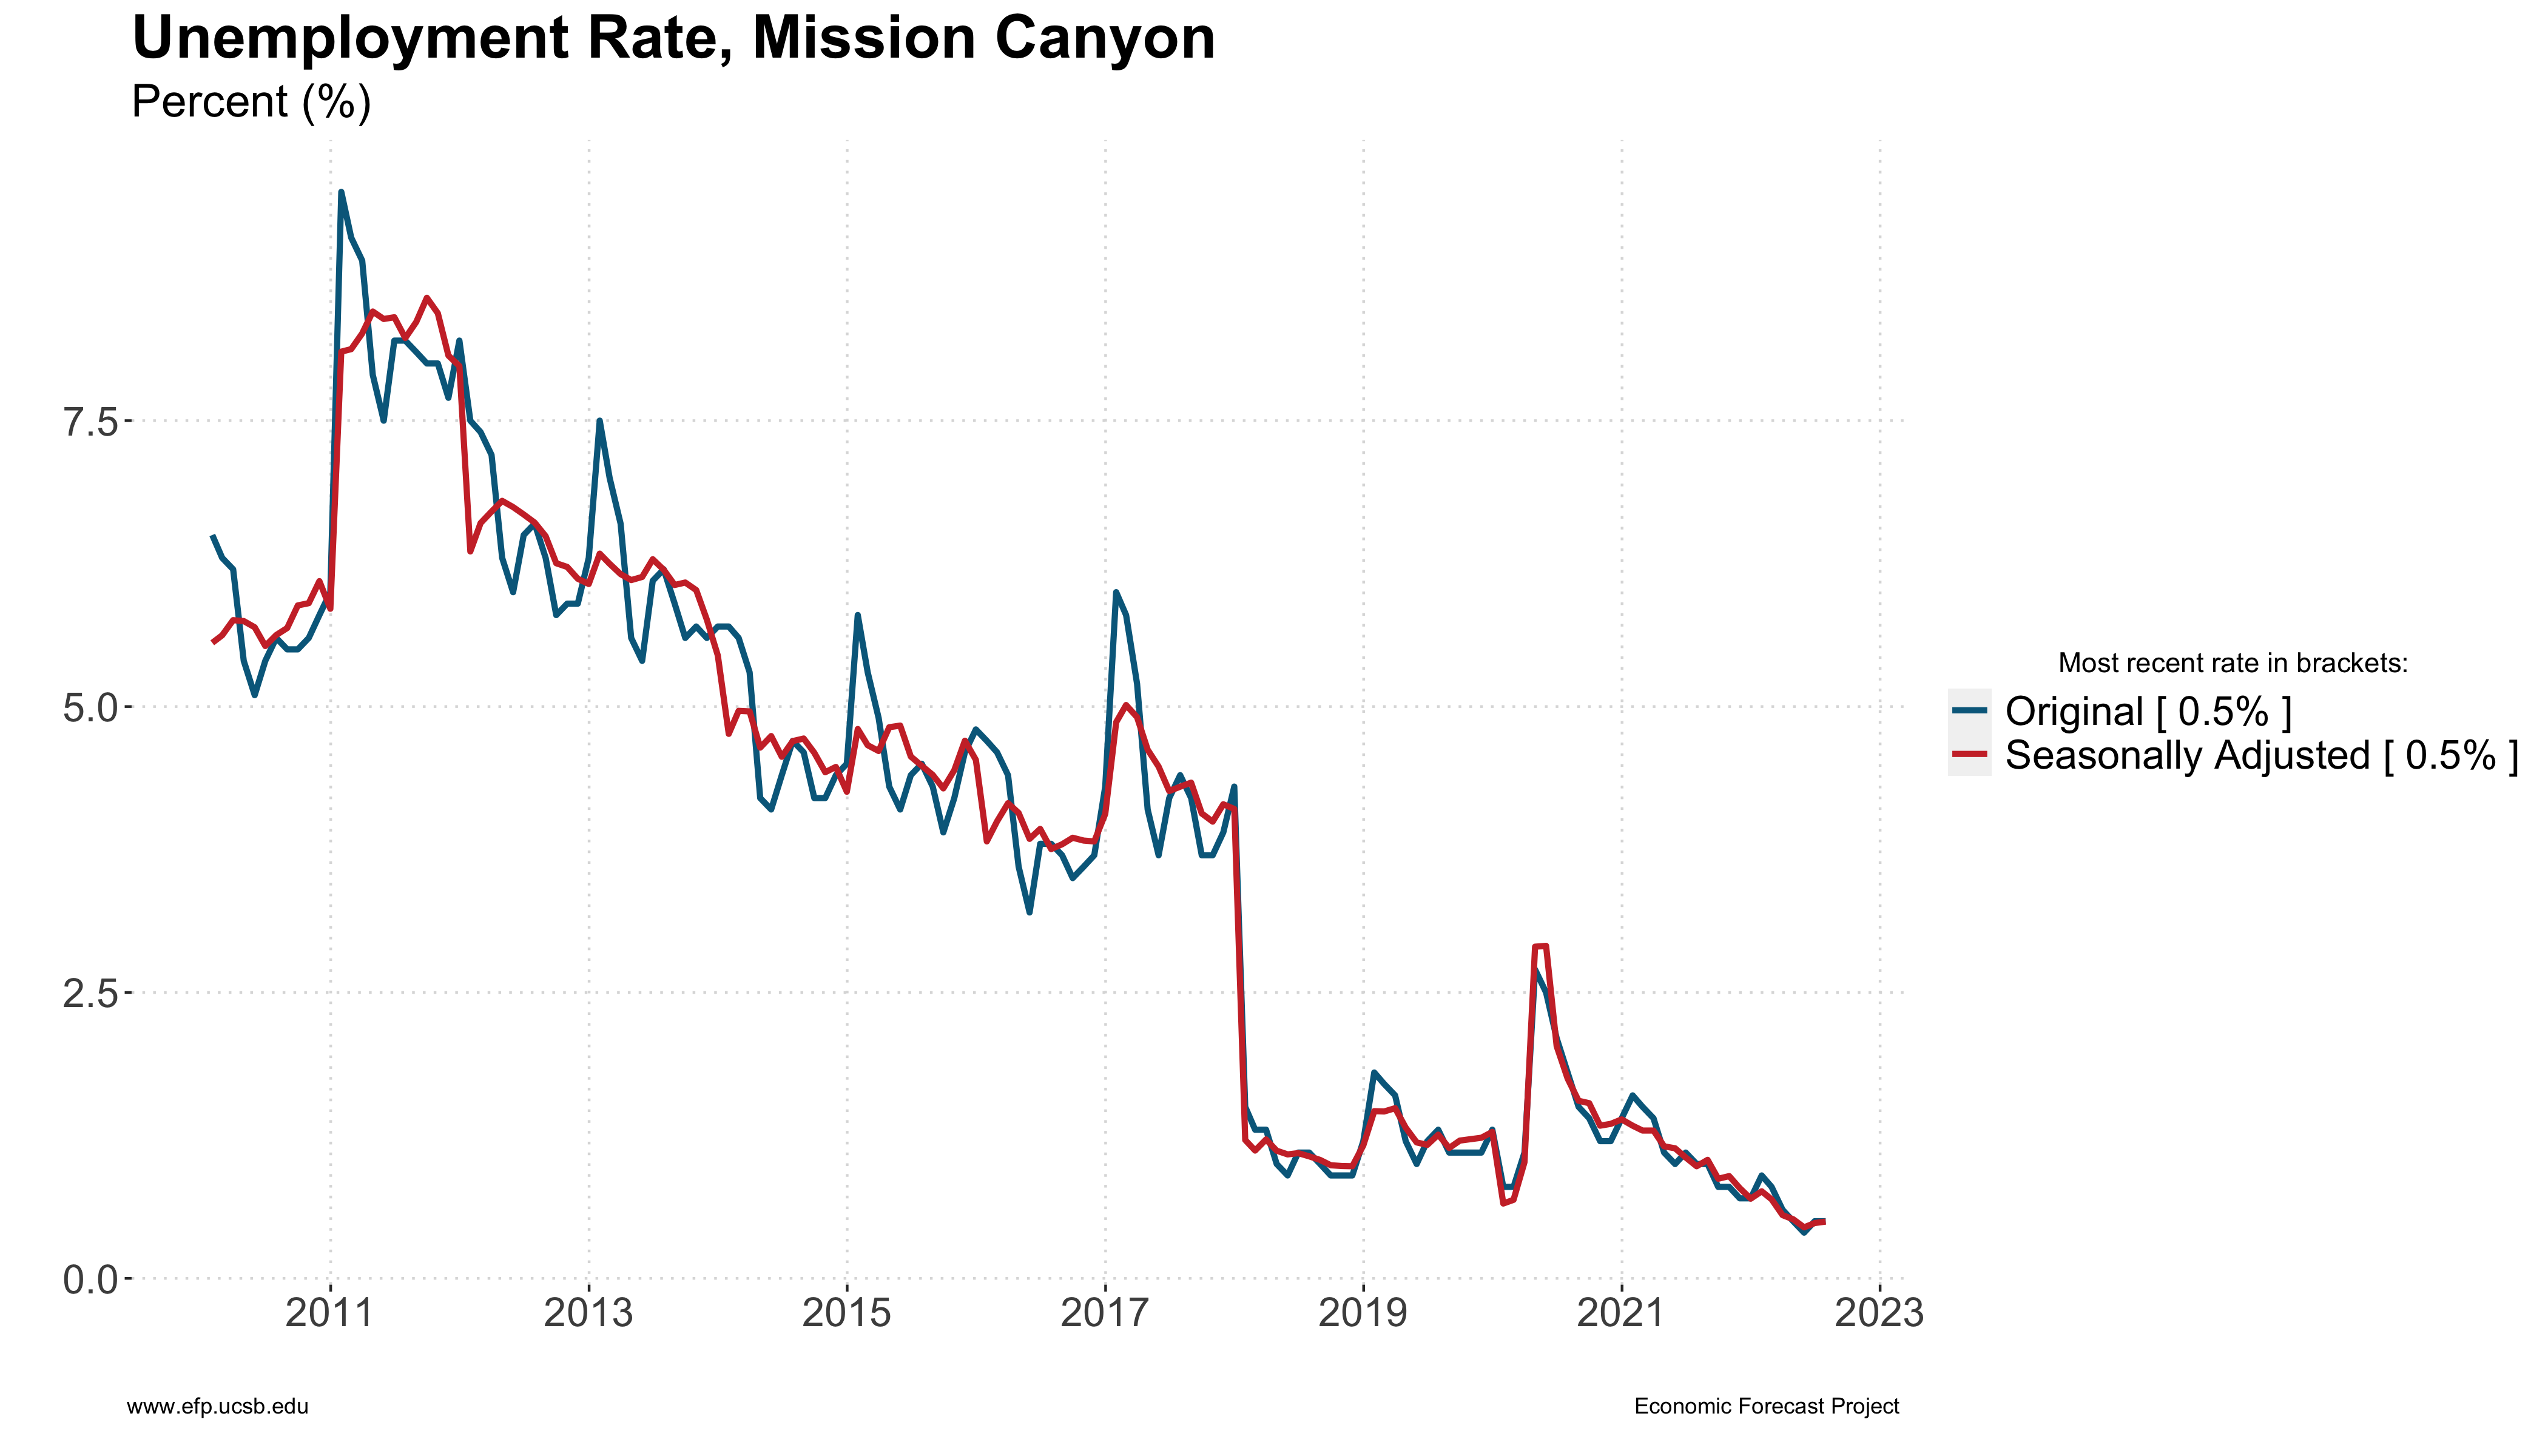 Unemployment Rate, Mission Canyon
Percent (%)
7.5
5.0
2.5
0.0
2011 2013 2015 2017 2019 2021 2023
Most recent rate in brackets:
Original [ 0.5% ]
Seasonally Adjusted [ 0.5% ]
www.efp.ucsb.edu
Economic Forecast Project